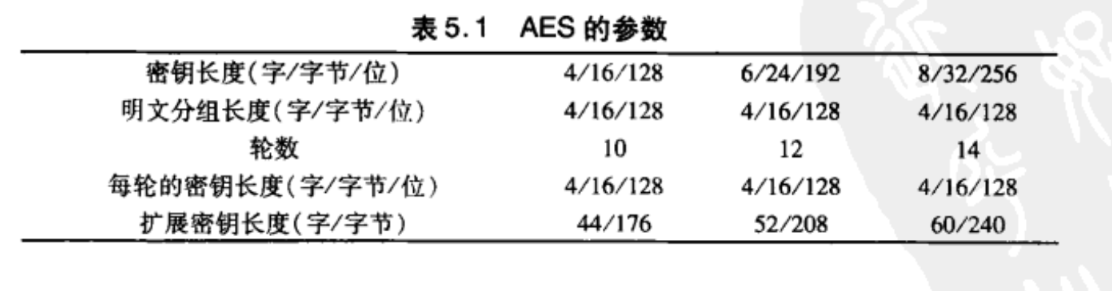 表5.1 AES的参数
密钥长度(字/字节/位) 4/16/128 6/24/192 8/32/256
明文分组长度(字/字节/位) 4/16/128 4/16/128 4/16/128
轮数 10 12 14
每轮的密钥长度(字/字节/位) 4/16/128 4/16/128 4/16/128
扩展密钥长度(字/字节) 44/176 52/208 60/240